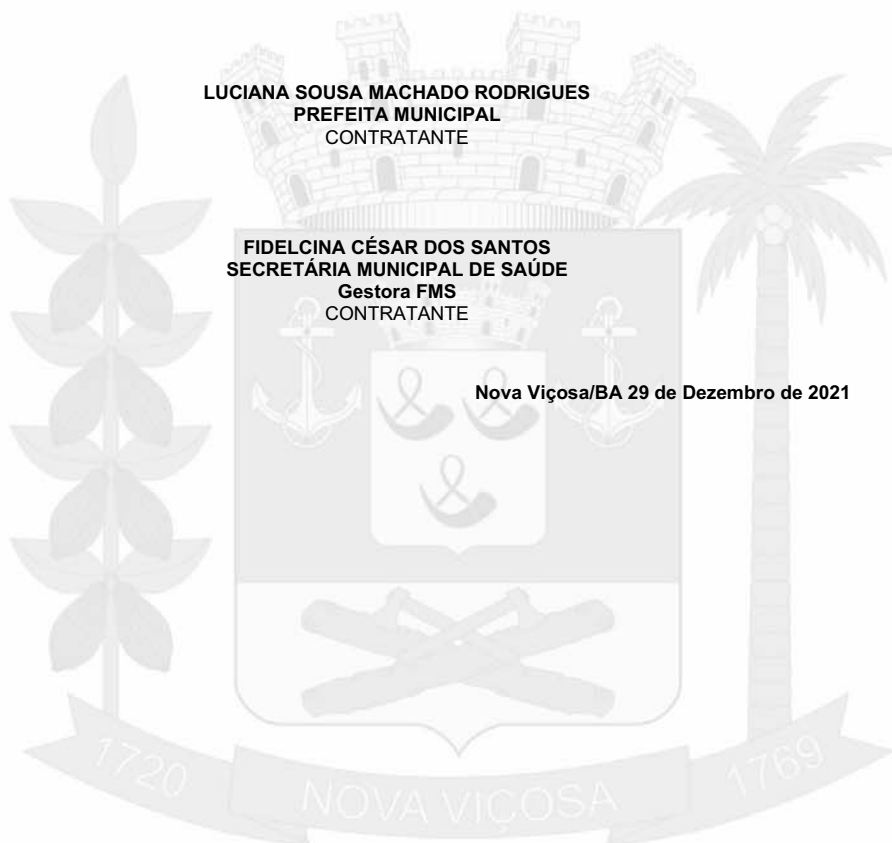 LUCIANA SOUSA MACHADO RODRIGUES
PREFEITA MUNICIPAL
CONTRATANTE
FIDELCINA CÉSAR DOS SANTOS
SECRETÁRIA MUNICIPAL DE SAÚDE
Gestora FMS
CONTRATANTE
Nova Viçosa/BA 29 de Dezembro de 2021
1720 NOVA VIÇOSA 1769